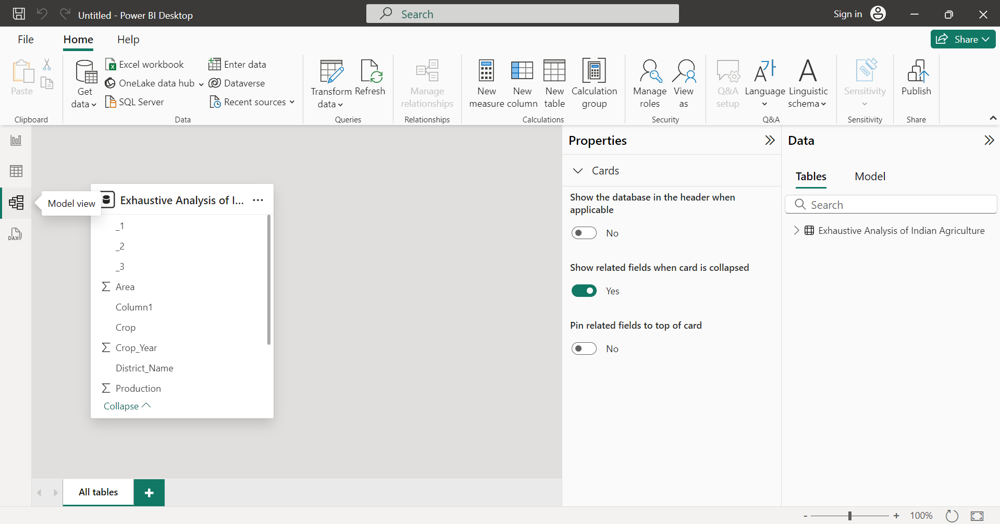 Untitled - Power BI Desktop
Search
Sign in
File
Home
Help
Share
Paste
Clipboard
Get data
Excel workbook
OneLake data hub
SQL Server
Enter data
Dataverse
Recent sources
Data
Transform data
Refresh
Queries
Manage relationships
Relationships
New measure
New column
New table
Calculation group
Calculations
Manage roles
View as
Security
Q&A setup
Language
Linguistic schema
Q&A
Sensitivity
Sensitivity
Publish
Share
DAX
Model view
Exhaustive Analysis of I...
_1
_2
_3
Σ Area
Column1
Crop
Σ Crop_Year
District_Name
Σ Production
Collapse
All tables
Properties
Cards
Show the database in the header when
applicable
No
Show related fields when card is collapsed
Yes
Pin related fields to top of card
No
Data
Tables
Model
Search
Exhaustive Analysis of Indian Agriculture
- + 100%